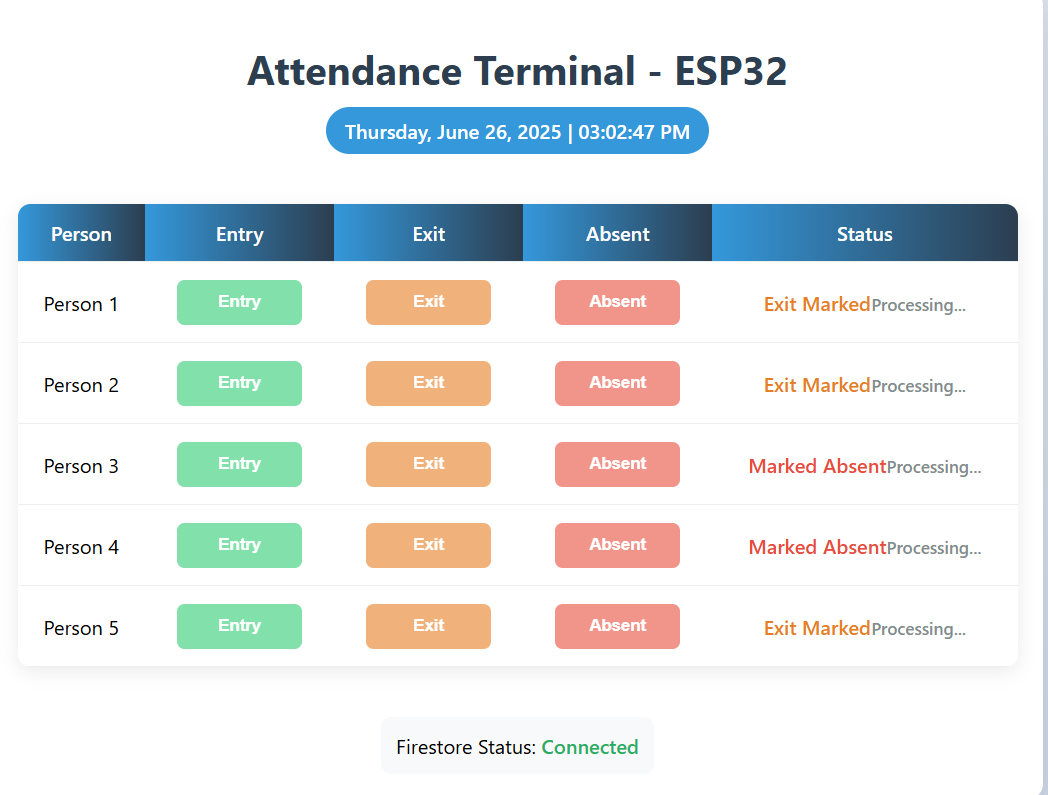 Attendance Terminal - ESP32
Thursday, June 26, 2025 | 03:02:47 PM
Person Entry Exit Absent Status
Person 1 Entry Exit Absent Exit MarkedProcessing...
Person 2 Entry Exit Absent Exit MarkedProcessing...
Person 3 Entry Exit Absent Marked AbsentProcessing...
Person 4 Entry Exit Absent Marked AbsentProcessing...
Person 5 Entry Exit Absent Exit MarkedProcessing...
Firestore Status: Connected